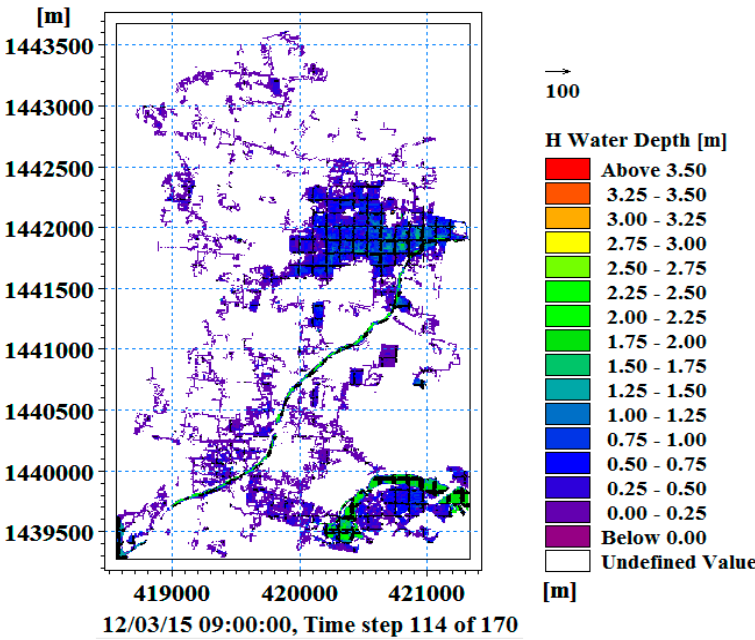 [m]
1443500
1443000
1442500
1442000
1441500
1441000
1440500
1440000
1439500
419000 420000 421000
[m]
12/03/15 09:00:00, Time step 114 of 170
100
H Water Depth [m]
Above 3.50
3.25 - 3.50
3.00 - 3.25
2.75 - 3.00
2.50 - 2.75
2.25 - 2.50
2.00 - 2.25
1.75 - 2.00
1.50 - 1.75
1.25 - 1.50
1.00 - 1.25
0.75 - 1.00
0.50 - 0.75
0.25 - 0.50
0.00 - 0.25
Below 0.00
Undefined Value